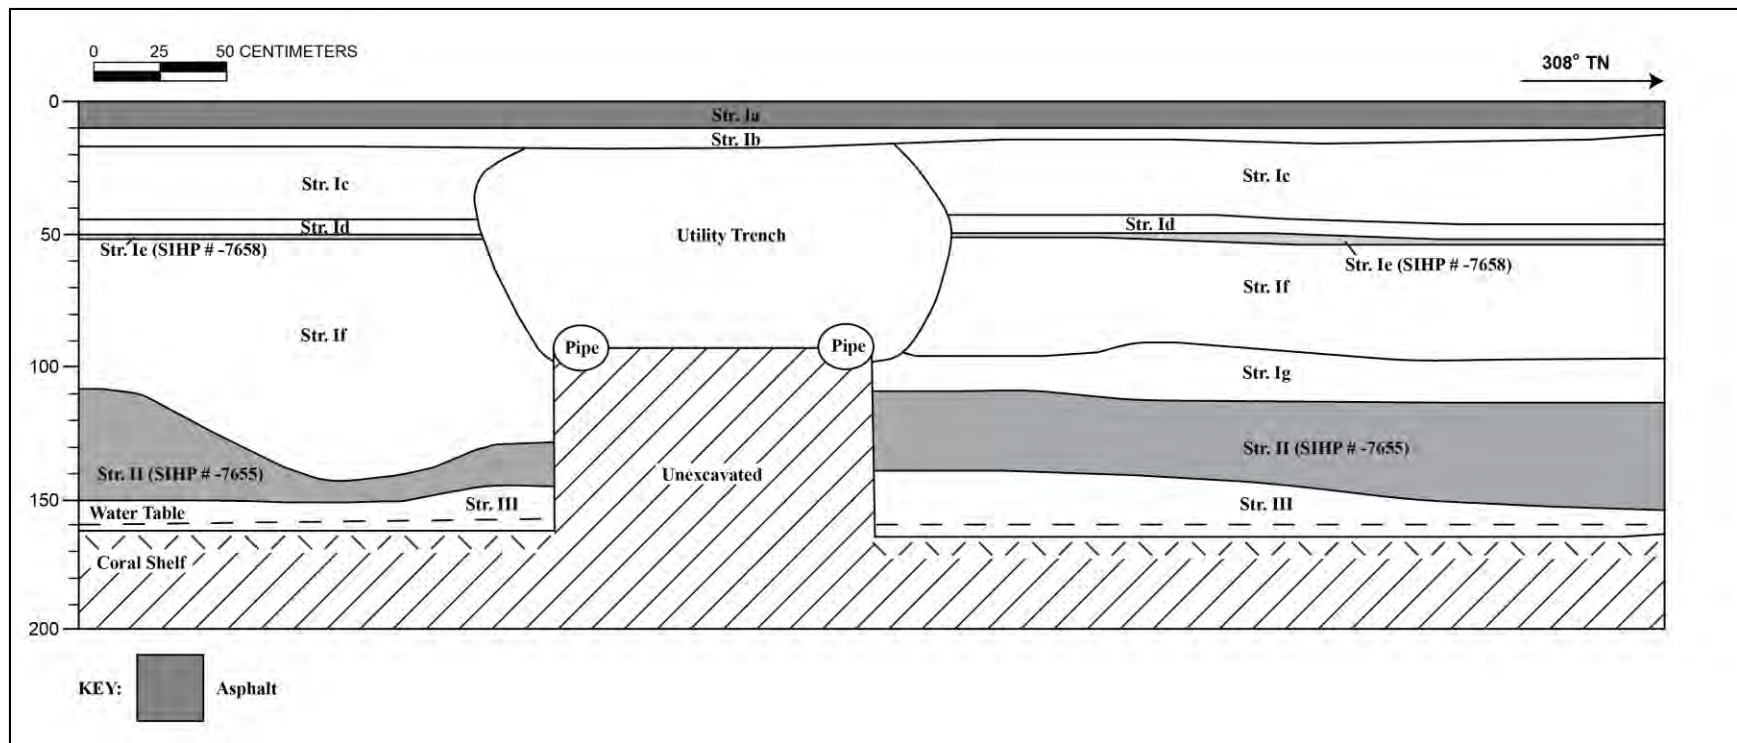 0 25 50 CENTIMETERS
308° TN
0
Str. Ia
Str. Ib
Str. Ic
Str. Ic
Str. Id
Str. Id
50
Utility Trench
Str. Ie (SIHP # -7658)
Str. Ie (SIHP # -7658)
Str. If
Str. If
Pipe
Pipe
100
Str. Ig
Str. II (SIHP # -7655)
Str. II (SIHP # -7655)
Unexcavated
150
Str. III
Str. III
Water Table
Coral Shelf
200
KEY: Asphalt